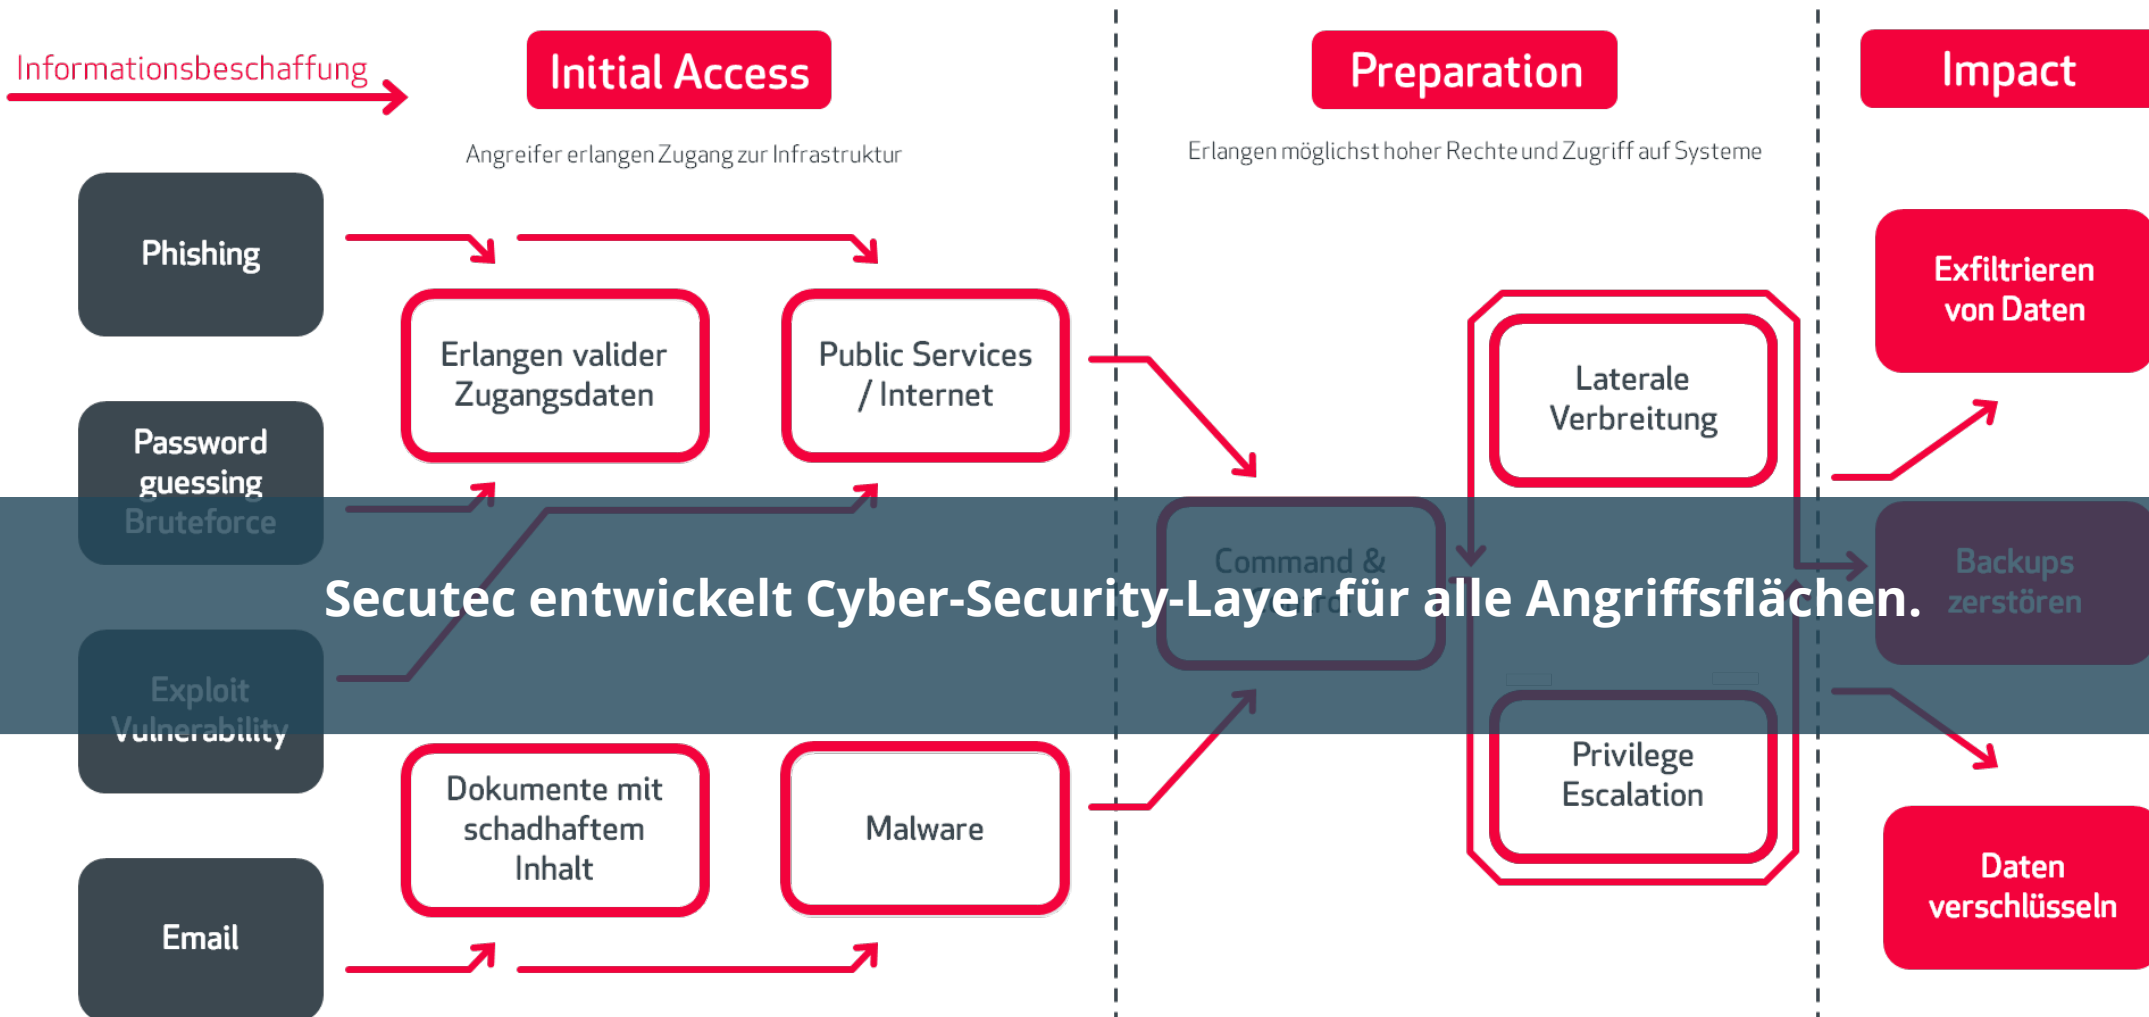 Informationsbeschaffung
Initial Access
Angreifer erlangen Zugang zur Infrastruktur
Preparation
Erlangen möglichst hoher Rechte und Zugriff auf Systeme
Impact
Phishing
Password
guessing
Bruteforce
Exploit
Vulnerability
Email
Erlangen valider
Zugangsdaten
Public Services
/ Internet
Dokumente mit
schadhaftem
Inhalt
Malware
Command &
Laterale
Verbreitung
Privilege
Escalation
Exfiltrieren
von Daten
Backups
zerstören
Daten
verschlüsseln
Secutec entwickelt Cyber-Security-Layer für alle Angriffsflächen.